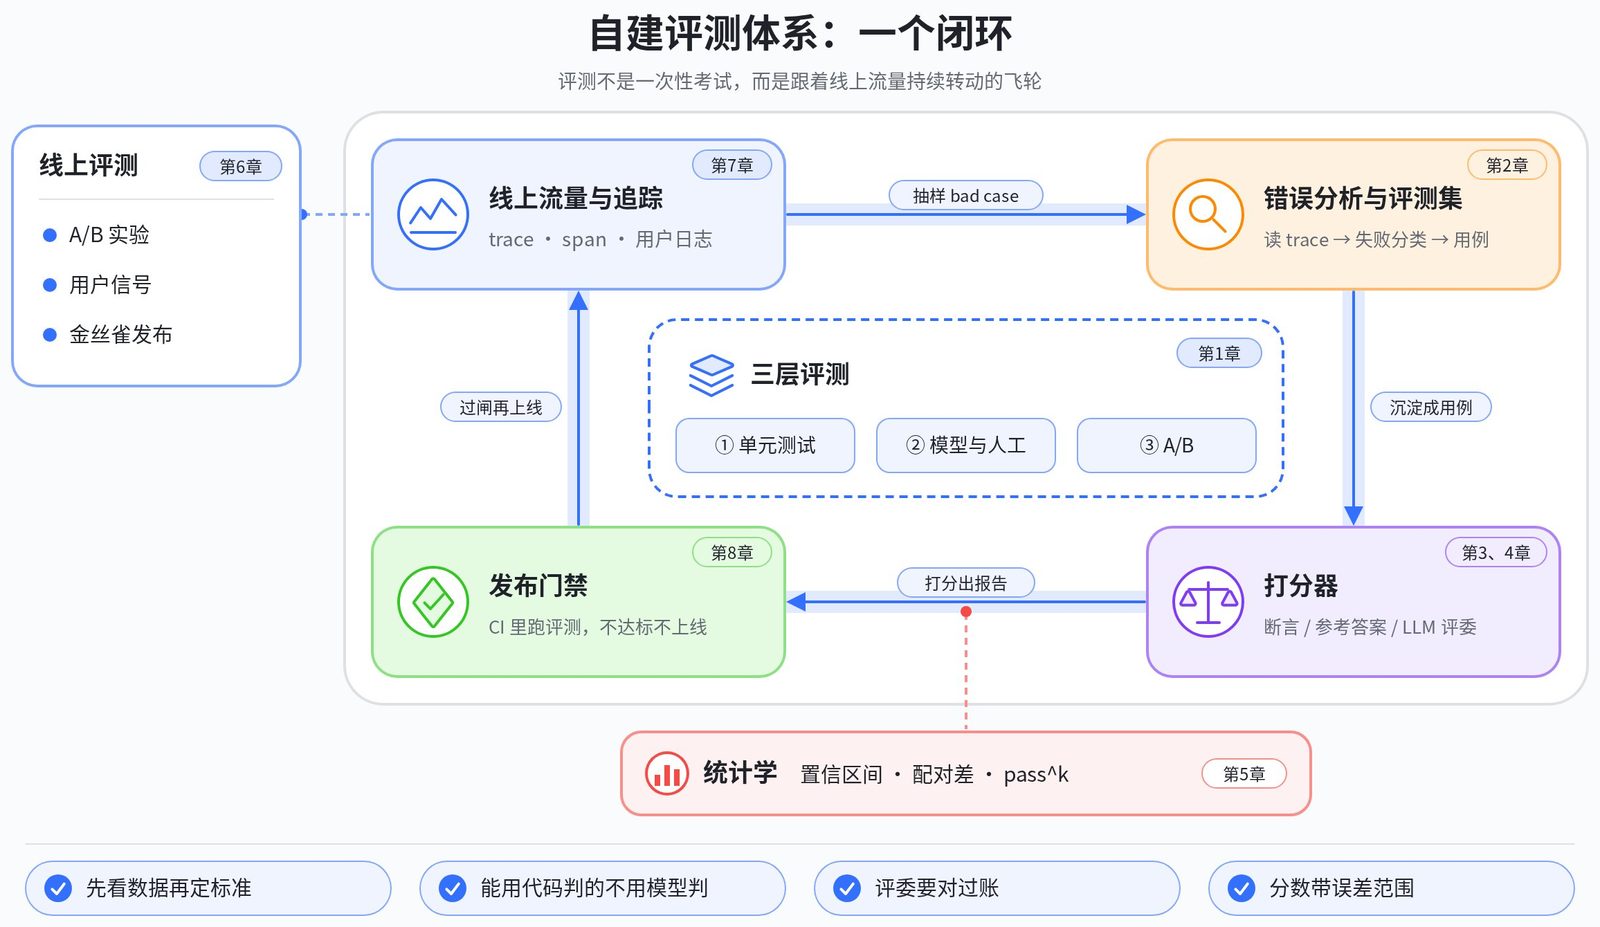 自建评测体系：一个闭环
评测不是一次性考试，而是跟着线上流量持续转动的飞轮
线上评测
第6章
A/B 实验
用户信号
金丝雀发布
线上流量与追踪
第7章
trace • span • 用户日志
抽样 bad case
错误分析与评测集
第2章
读 trace → 失败分类 → 用例
过闸再上线
三层评测
第1章
① 单元测试
② 模型与人工
③ A/B
沉淀成用例
发布门禁
第8章
CI 里跑评测，不达标不上线
打分出报告
打分器
第3、4章
断言 / 参考答案 / LLM 评委
统计学
置信区间 • 配对差 • pass^k
第5章
先看数据再定标准
能用代码判的不用模型判
评委要对过账
分数带误差范围